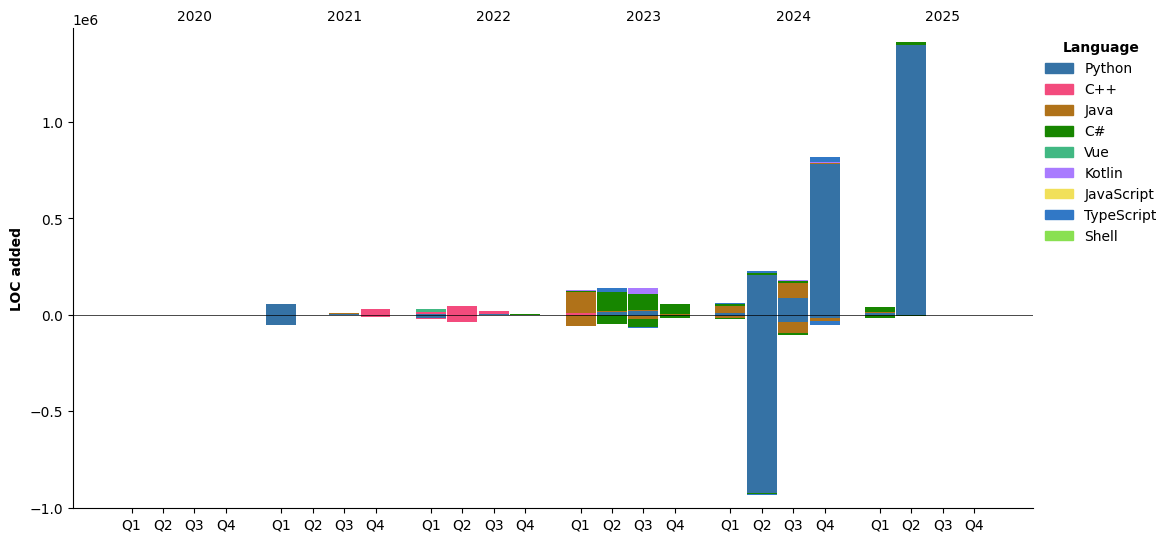 1e6
2020 2021 2022 2023 2024 2025
Language
Python
C++
Java
C#
Vue
Kotlin
JavaScript
TypeScript
Shell
LOC added
1.0
0.5
0.0
−0.5
−1.0
Q1 Q2 Q3 Q4 Q1 Q2 Q3 Q4 Q1 Q2 Q3 Q4 Q1 Q2 Q3 Q4 Q1 Q2 Q3 Q4 Q1 Q2 Q3 Q4